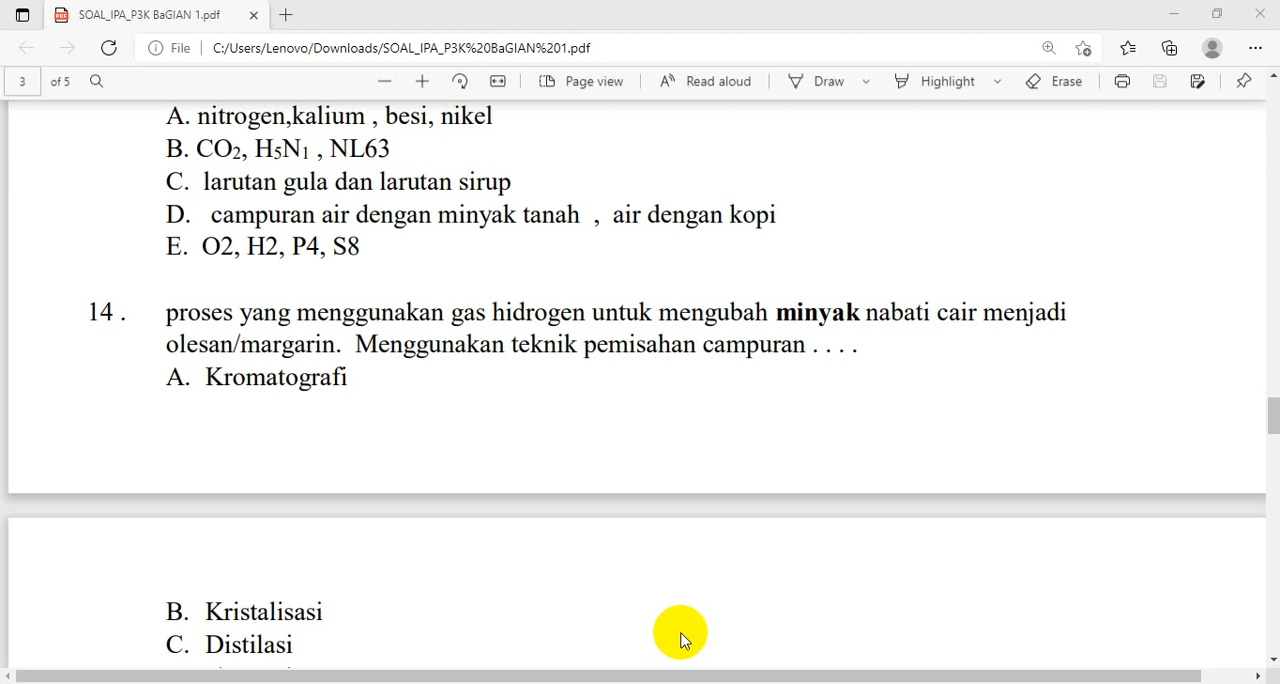 SOAL_IPA_P3K BaGIAN 1.pdf
File
C:/Users/Lenovo/Downloads/SOAL_IPA_P3K%20BaGIAN%201.pdf
3 of 5 Page view Read aloud Draw Highlight Erase
A. nitrogen,kalium , besi, nikel
B. CO₂, H₅N₁ , NL63
C. larutan gula dan larutan sirup
D. campuran air dengan minyak tanah , air dengan kopi
E. O2, H2, P4, S8
14 . proses yang menggunakan gas hidrogen untuk mengubah minyak nabati cair menjadi
olesan/margarin. Menggunakan teknik pemisahan campuran . . . .
A. Kromatografi
B. Kristalisasi
C. Distilasi